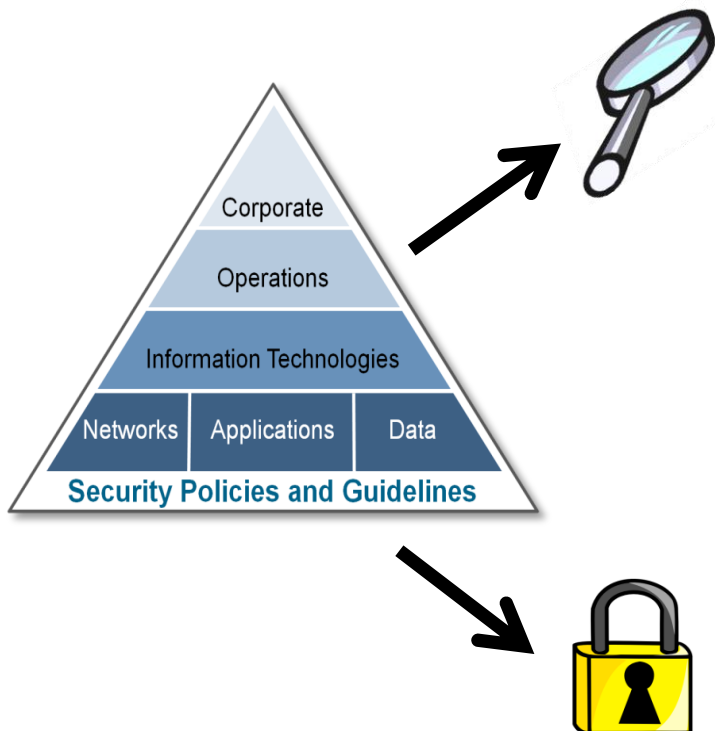 Corporate
Operations
Information Technologies
Networks Applications Data
Security Policies and Guidelines